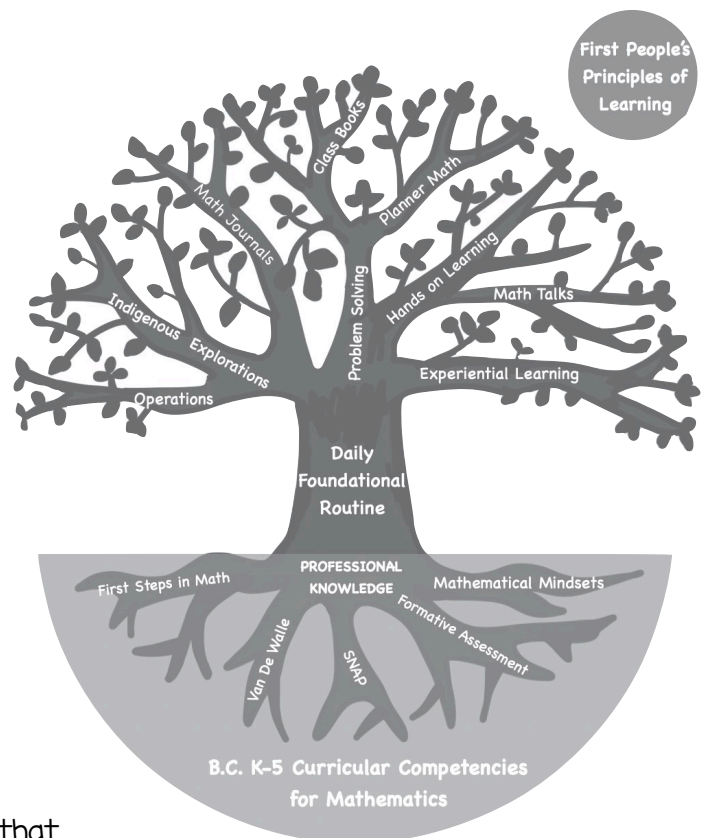 First People's
Principles of
Learning
Class Books
Planner Math
Math Journals
Hands on Learning
Problem Solving
Math Talks
Indigenous Explorations
Experiential Learning
Operations
Daily
Foundational
Routine
PROFESSIONAL
KNOWLEDGE
First Steps in Math
Mathematical Mindsets
Van De Walle
SNAP
Formative Assessment
B.C. K-5 Curricular Competencies
for Mathematics
that